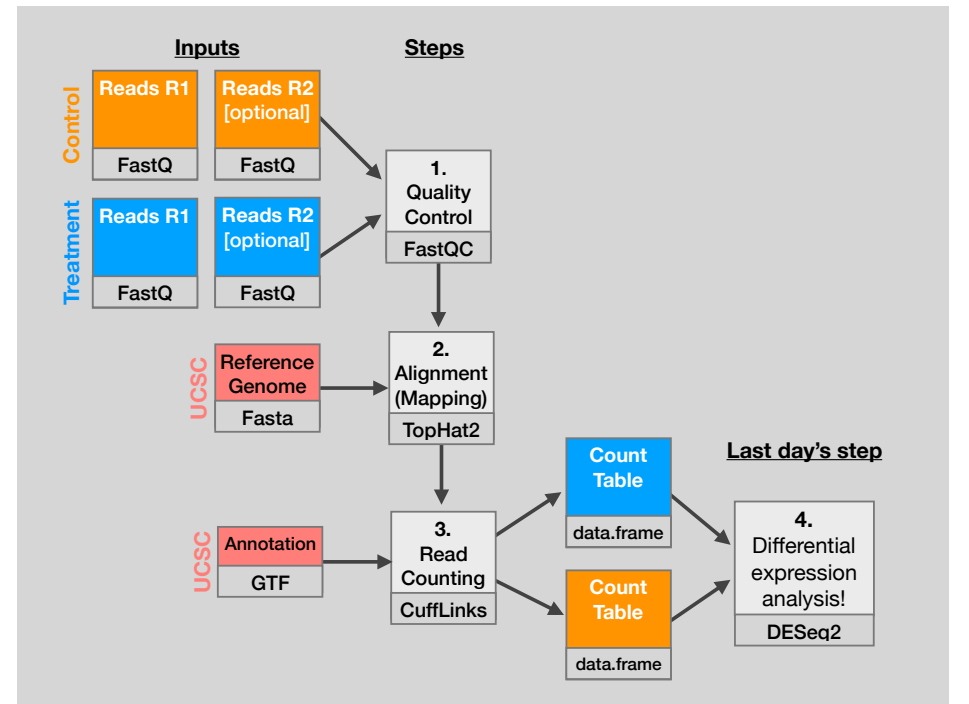 Inputs
Steps
Control
Reads R1
FastQ
Reads R2
[optional]
FastQ
Treatment
Reads R1
FastQ
Reads R2
[optional]
FastQ
1.
Quality
Control
FastQC
UCSC
Reference
Genome
Fasta
2.
Alignment
(Mapping)
TopHat2
UCSC
Annotation
GTF
3.
Read
Counting
CuffLinks
Count
Table
data.frame
Count
Table
data.frame
Last day's step
4.
Differential
expression
analysis!
DESeq2